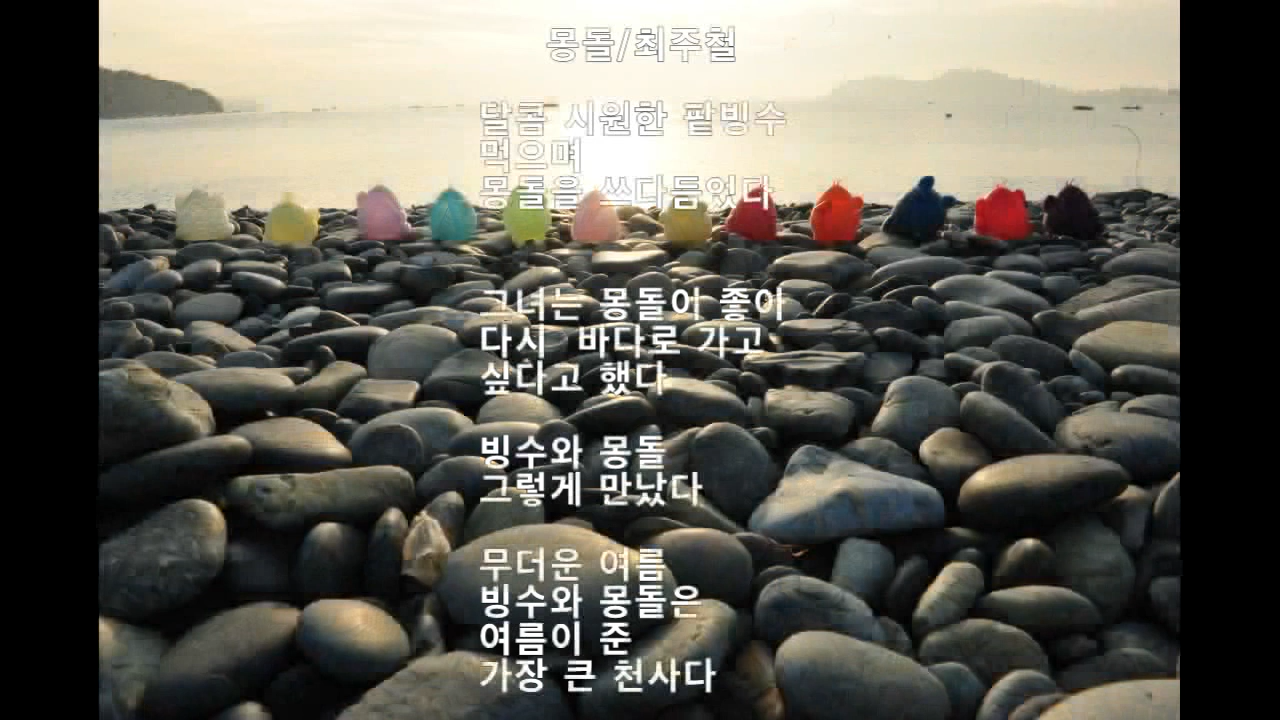 몽돌/최주철
달콤 시원한 팥빙수
먹으며
몽돌을 쓰다듬었다
그녀는 몽돌이 좋아
다시 바다로 가고
싶다고 했다
빙수와 몽돌
그렇게 만났다
무더운 여름
빙수와 몽돌은
여름이 준
가장 큰 천사다